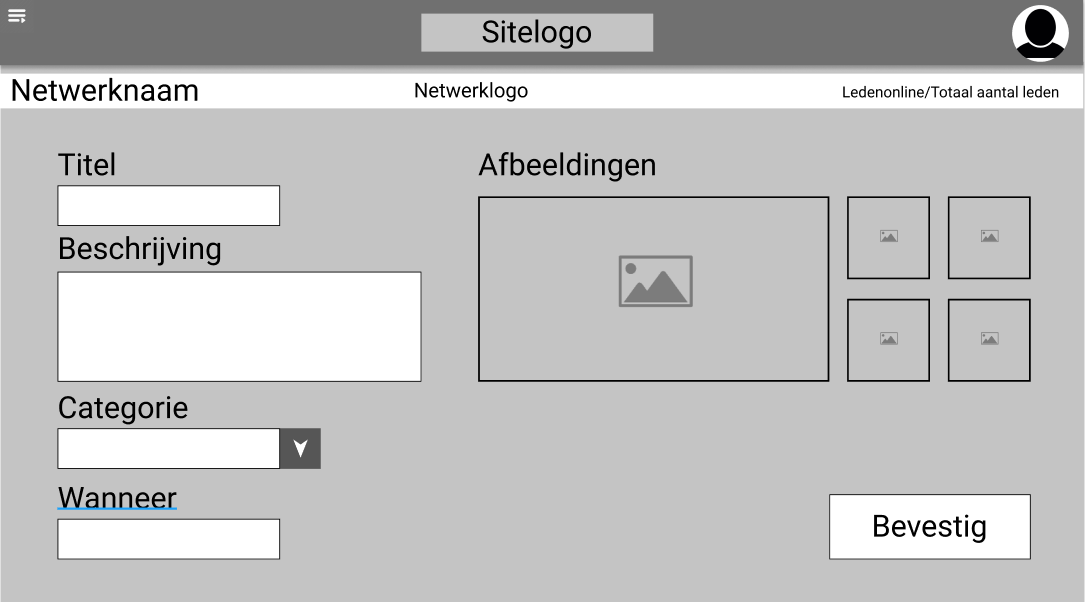 Sitelogo
Netwerknaam
Netwerklogo
Ledenonline/Totaal aantal leden
Titel
Afbeeldingen
Beschrijving
Categorie
Wanneer
Bevestig